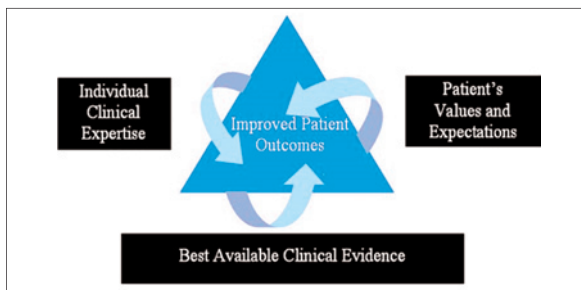 Individual
Clinical
Expertise
Patient's
Values and
Expectations
Improved Patient
Outcomes
Best Available Clinical Evidence